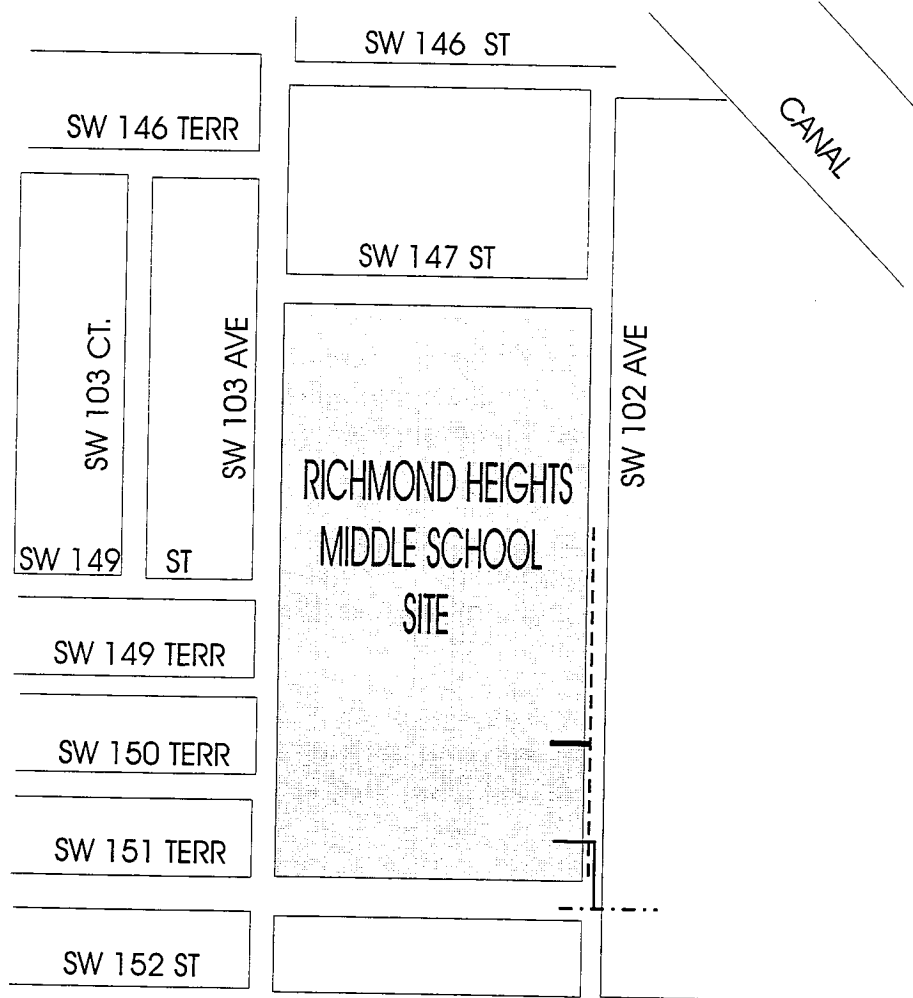 SW 146 ST
SW 146 TERR
CANAL
SW 147 ST
SW 103 CT.
SW 103 AVE
SW 102 AVE
RICHMOND HEIGHTS
MIDDLE SCHOOL
SITE
SW 149 ST
SW 149 TERR
SW 150 TERR
SW 151 TERR
SW 152 ST